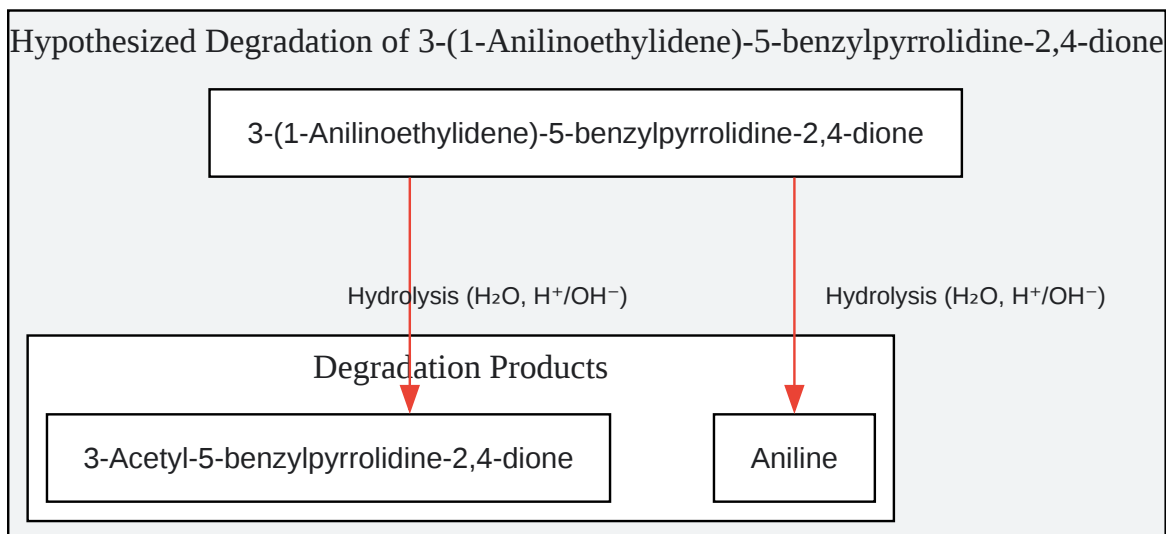 Hypothesized Degradation of 3-(1-Anilinoethylidene)-5-benzylpyrrolidine-2,4-dione
3-(1-Anilinoethylidene)-5-benzylpyrrolidine-2,4-dione
Hydrolysis (H₂O, H⁺/OH⁻)
Hydrolysis (H₂O, H⁺/OH⁻)
Degradation Products
3-Acetyl-5-benzylpyrrolidine-2,4-dione
Aniline